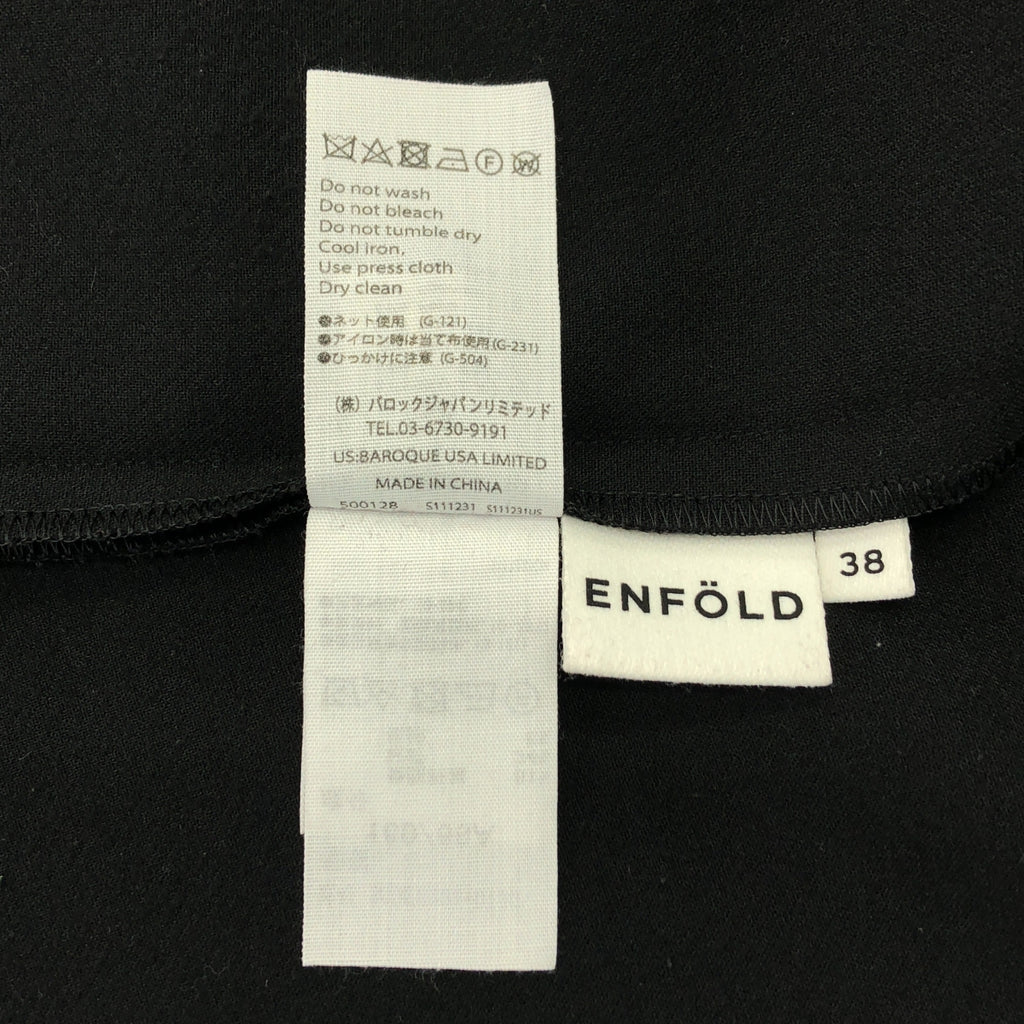 Do not wash
Do not bleach
Do not tumble dry
Cool iron,
Use press cloth
Dry clean
●ネット使用 (G-121)
●アイロン時は当て布使用(G-231)
●ひっかけに注意 (G-504)
(株) バロックジャパンリミテッド
TEL.03-6730-9191
US:BAROQUE USA LIMITED
MADE IN CHINA
500128 S111231 S111231US
ENFÖLD
38